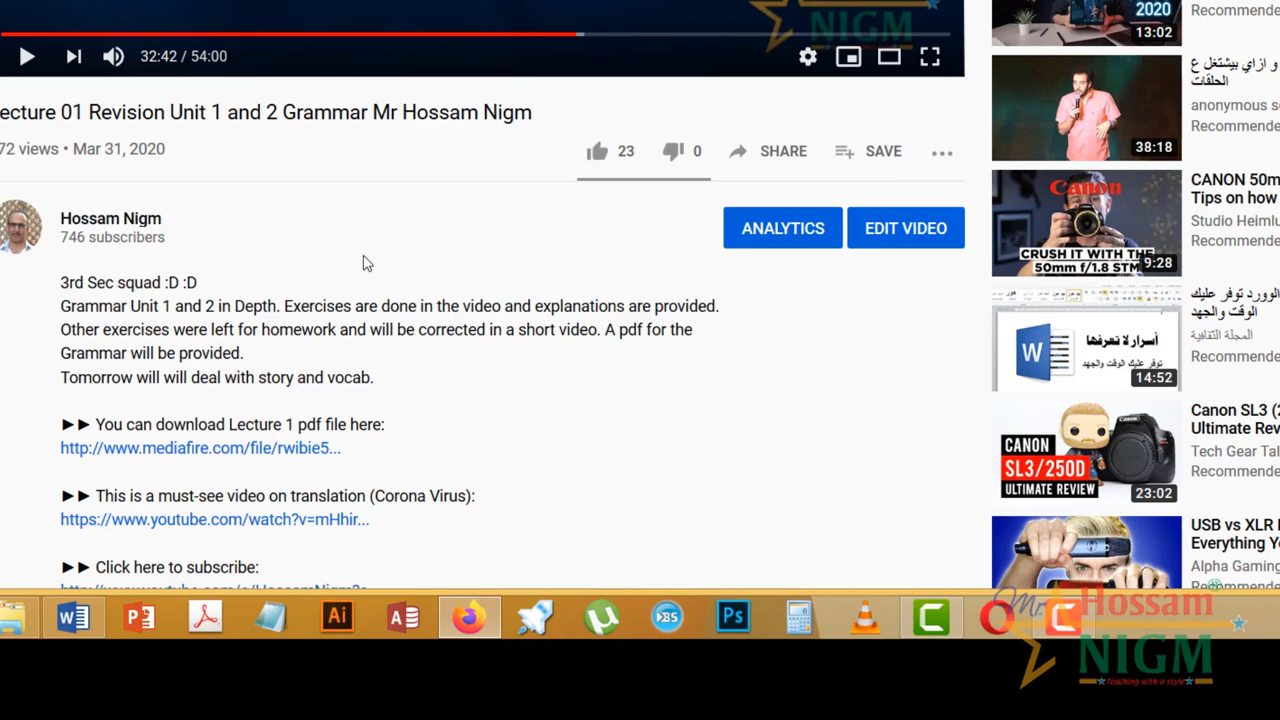 NIGM
32:42 / 54:00
ecture 01 Revision Unit 1 and 2 Grammar Mr Hossam Nigm
72 views • Mar 31, 2020
23
0
SHARE
SAVE
Hossam Nigm
746 subscribers
ANALYTICS
EDIT VIDEO
3rd Sec squad :D :D
Grammar Unit 1 and 2 in Depth. Exercises are done in the video and explanations are provided.
Other exercises were left for homework and will be corrected in a short video. A pdf for the
Grammar will be provided.
Tomorrow will will deal with story and vocab.
►► You can download Lecture 1 pdf file here:
http://www.mediafire.com/file/rwibie5...
►► This is a must-see video on translation (Corona Virus):
https://www.youtube.com/watch?v=mHhir...
►► Click here to subscribe:
2020
13:02
Recommende
و ازاي بيشتغل ع
الحلقات
anonymous s
Recommende
38:18
Canon
CRUSH IT WITH THE
50mm f/1.8 STM
9:28
CANON 50m
Tips on how
Studio Heimlu
Recommende
أسرار لا تعرفها
توفر عليك الوقت والجهد
W
14:52
الوورد توفر عليك
الوقت والجهد
المجلة الثقافية
Recommende
CANON
SL3/250D
ULTIMATE REVIEW
23:02
Canon SL3 (2
Ultimate Rev
Tech Gear Tal
Recommende
USB vs XLR
Everything Y
Alpha Gaming
Ai
Ps
Mr.
Hossam
NIGM
Teaching with a style